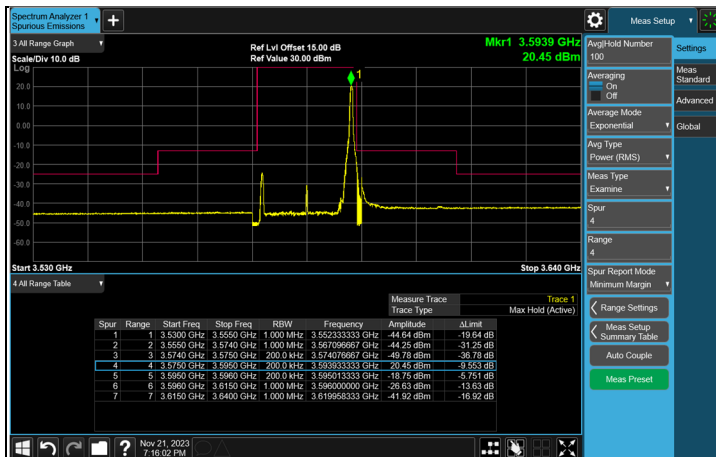 Spectrum Analyzer 1
Spurious Emissions
Meas Setup
3 All Range Graph
Ref Lvl Offset 15.00 dB
Mkr1 3.5939 GHz
Scale/Div 10.0 dB
Ref Value 30.00 dBm
20.45 dBm
Log
1
20.0
10.0
0.0
-10.0
-20.0
-30.0
-40.0
-50.0
-60.0
Start 3.530 GHz
Stop 3.640 GHz
4 All Range Table
Measure Trace
Trace 1
Trace Type
Max Hold (Active)
Spur Range Start Freq Stop Freq RBW Frequency Amplitude ΔLimit
1 1 3.5300 GHz 3.5550 GHz 1.000 MHz 3.552333333 GHz -44.64 dBm -19.64 dB
2 2 3.5550 GHz 3.5740 GHz 1.000 MHz 3.567096667 GHz -44.25 dBm -31.25 dB
3 3 3.5740 GHz 3.5750 GHz 200.0 kHz 3.574076667 GHz -49.78 dBm -36.78 dB
4 4 3.5750 GHz 3.5950 GHz 200.0 kHz 3.593933333 GHz 20.45 dBm -9.553 dB
5 5 3.5950 GHz 3.5960 GHz 200.0 kHz 3.595013333 GHz -18.75 dBm -5.751 dB
6 6 3.5960 GHz 3.6150 GHz 1.000 MHz 3.596000000 GHz -26.63 dBm -13.63 dB
7 7 3.6150 GHz 3.6400 GHz 1.000 MHz 3.619958333 GHz -41.92 dBm -16.92 dB
Nov 21, 2023
7:16:02 PM
Avg|Hold Number
100
Averaging
On
Off
Average Mode
Exponential
Avg Type
Power (RMS)
Meas Type
Examine
Spur
4
Range
4
Spur Report Mode
Minimum Margin
Range Settings
Meas Setup
Summary Table
Auto Couple
Meas Preset
Settings
Meas
Standard
Advanced
Global